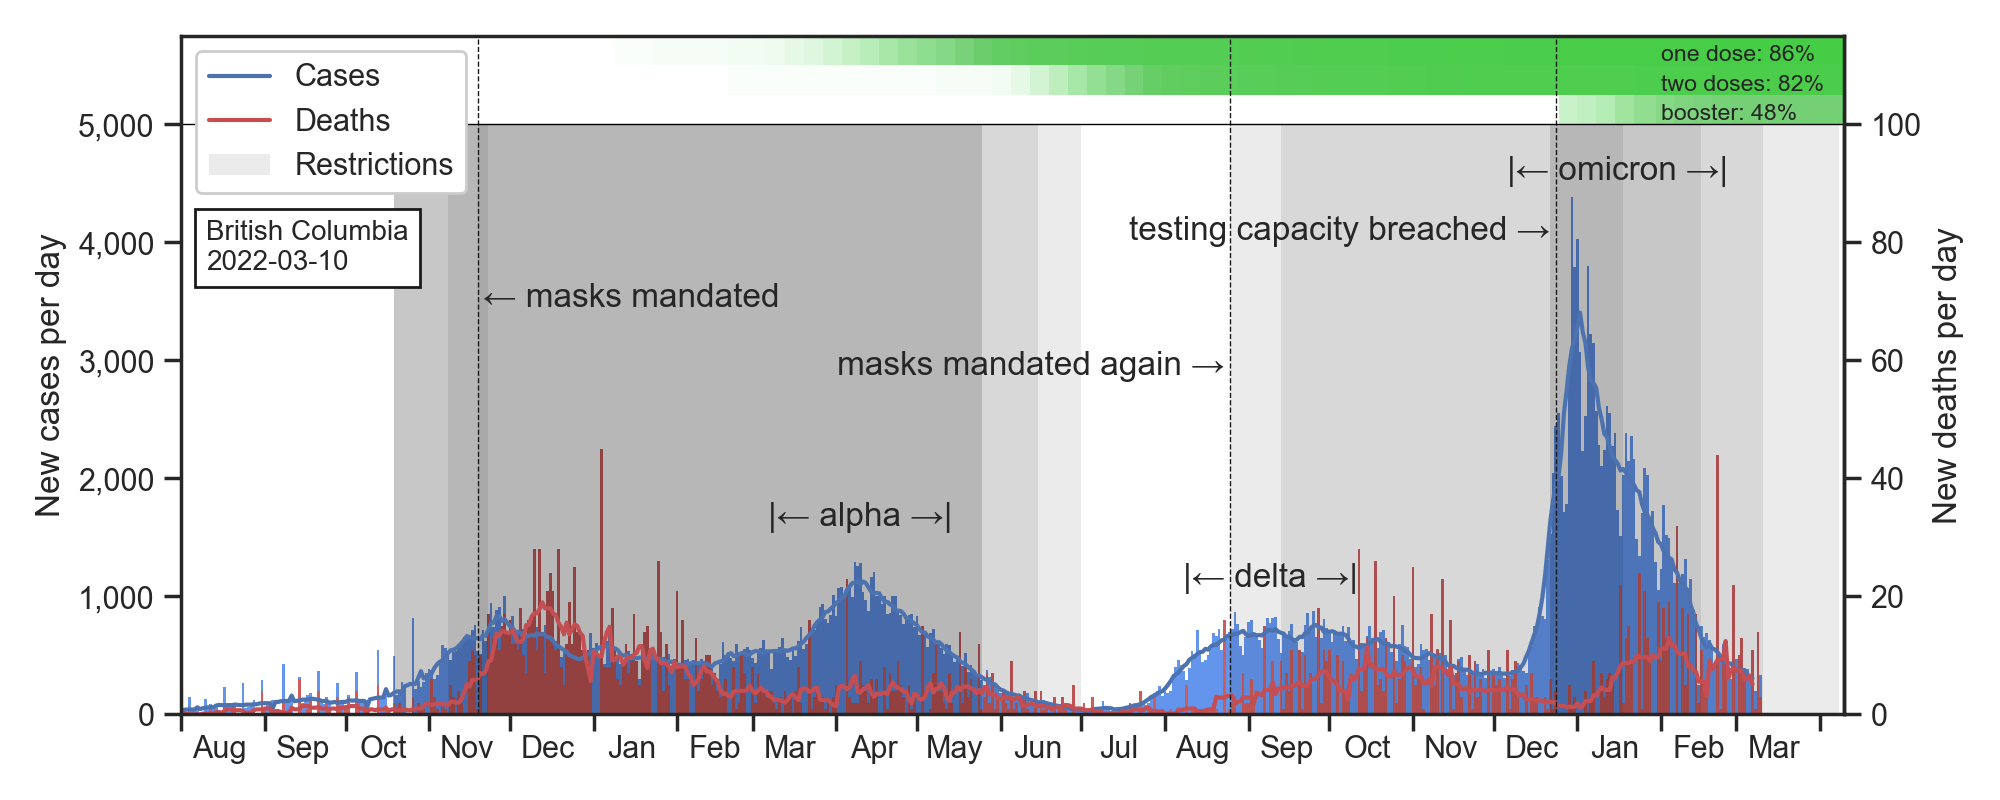 Cases
Deaths
Restrictions
British Columbia
2022-03-10
one dose: 86%
two doses: 82%
booster: 48%
|← omicron →|
testing capacity breached →
← masks mandated
masks mandated again →
|← alpha →|
|← delta →|
New cases per day
5,000
4,000
3,000
2,000
1,000
0
New deaths per day
100
80
60
40
20
0
Aug Sep Oct Nov Dec Jan Feb Mar Apr May Jun Jul Aug Sep Oct Nov Dec Jan Feb Mar